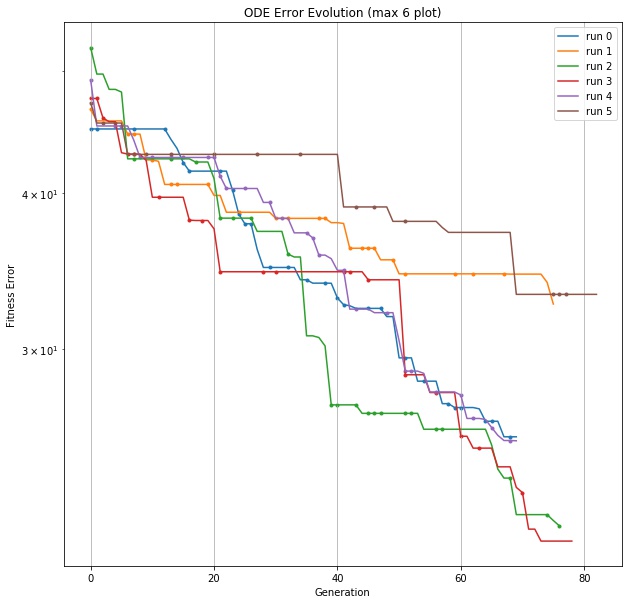 ODE Error Evolution (max 6 plot)
run 0
run 1
run 2
run 3
run 4
run 5
Fitness Error
4 × 10¹
3 × 10¹
0 20 40 60 80
Generation